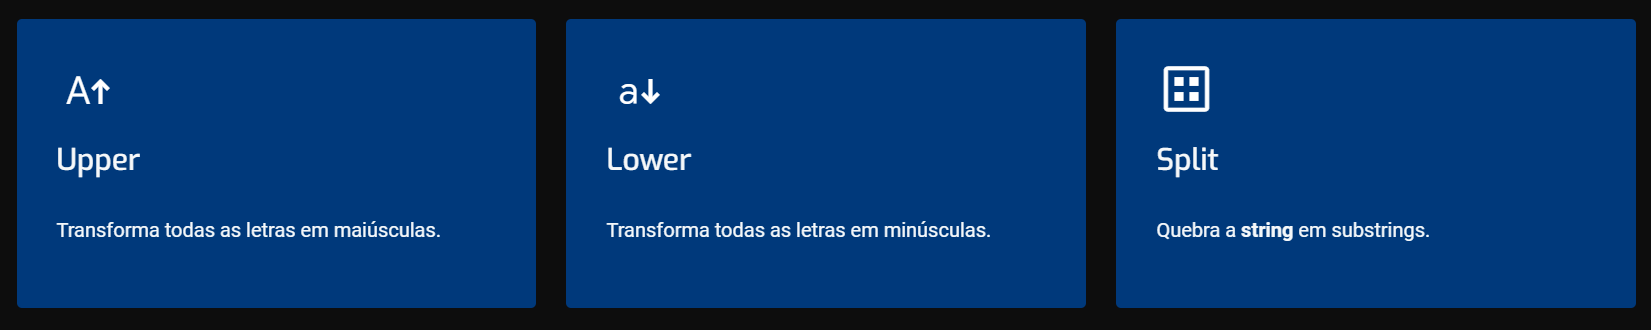 A↑
a↓
Upper
Lower
Split
Transforma todas as letras em maiúsculas.
Transforma todas as letras em minúsculas.
Quebra a string em substrings.